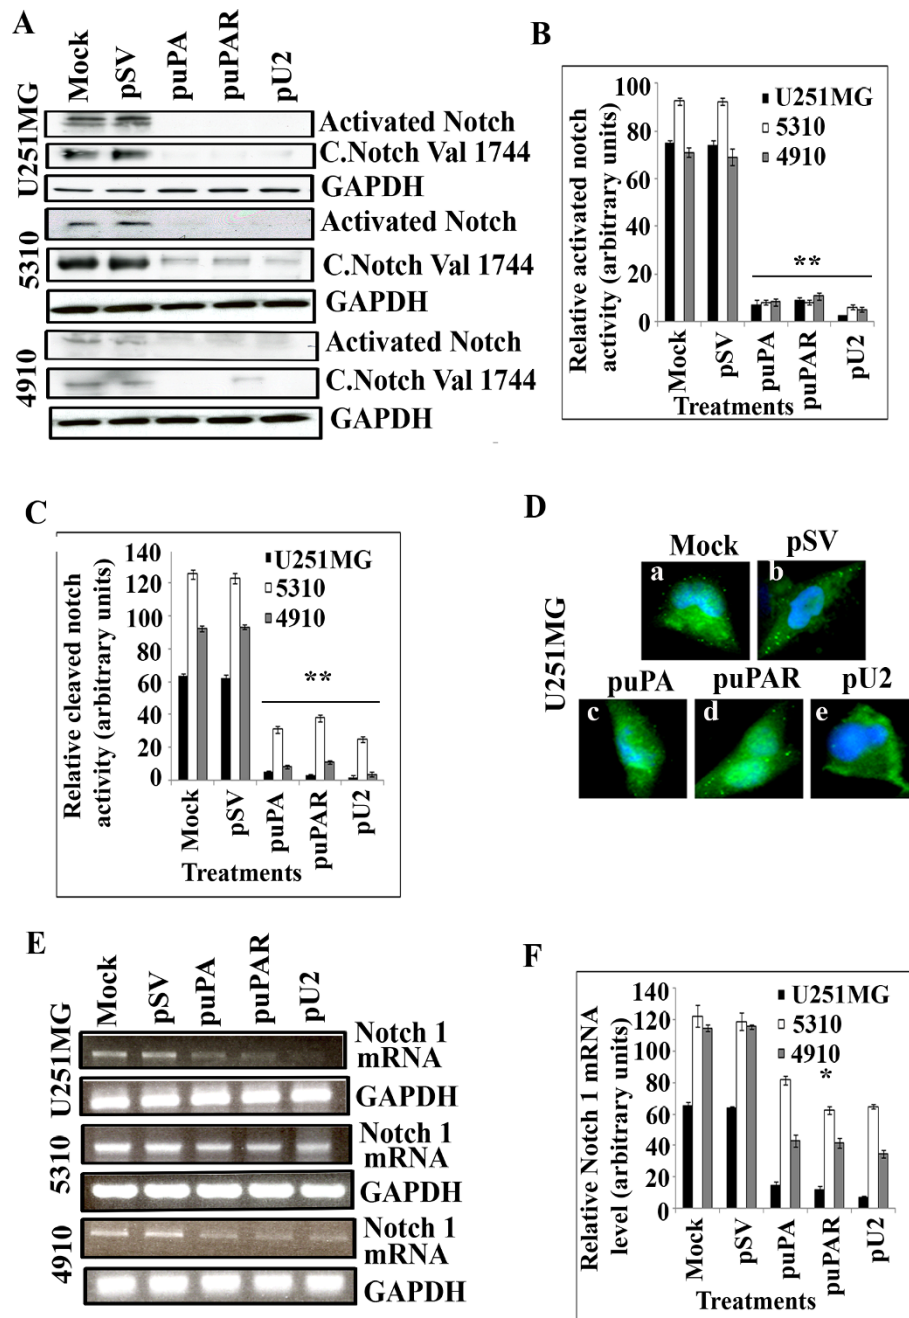 A
Mock pSV puPA puPAR pU2
U251MG
Activated Notch
C.Notch Val 1744
GAPDH
5310
Activated Notch
C.Notch Val 1744
GAPDH
4910
Activated Notch
C.Notch Val 1744
GAPDH
B
Relative activated notch
activity (arbitrary units)
100
80
60
40
20
0
U251MG
5310
4910
**
Mock pSV puPA puPAR pU2
Treatments
C
Relative cleaved notch
activity (arbitrary units)
140
120
100
80
60
40
20
0
U251MG
5310
4910
**
Mock pSV puPA puPAR pU2
Treatments
D
U251MG
Mock pSV
a b
puPA puPAR pU2
c d e
E
Mock pSV puPA puPAR pU2
U251MG
Notch 1
mRNA
GAPDH
5310
Notch 1
mRNA
GAPDH
4910
Notch 1
mRNA
GAPDH
F
Relative Notch 1 mRNA
level (arbitrary units)
140
120
100
80
60
40
20
0
U251MG
5310
4910
*
Mock pSV puPA puPAR pU2
Treatments